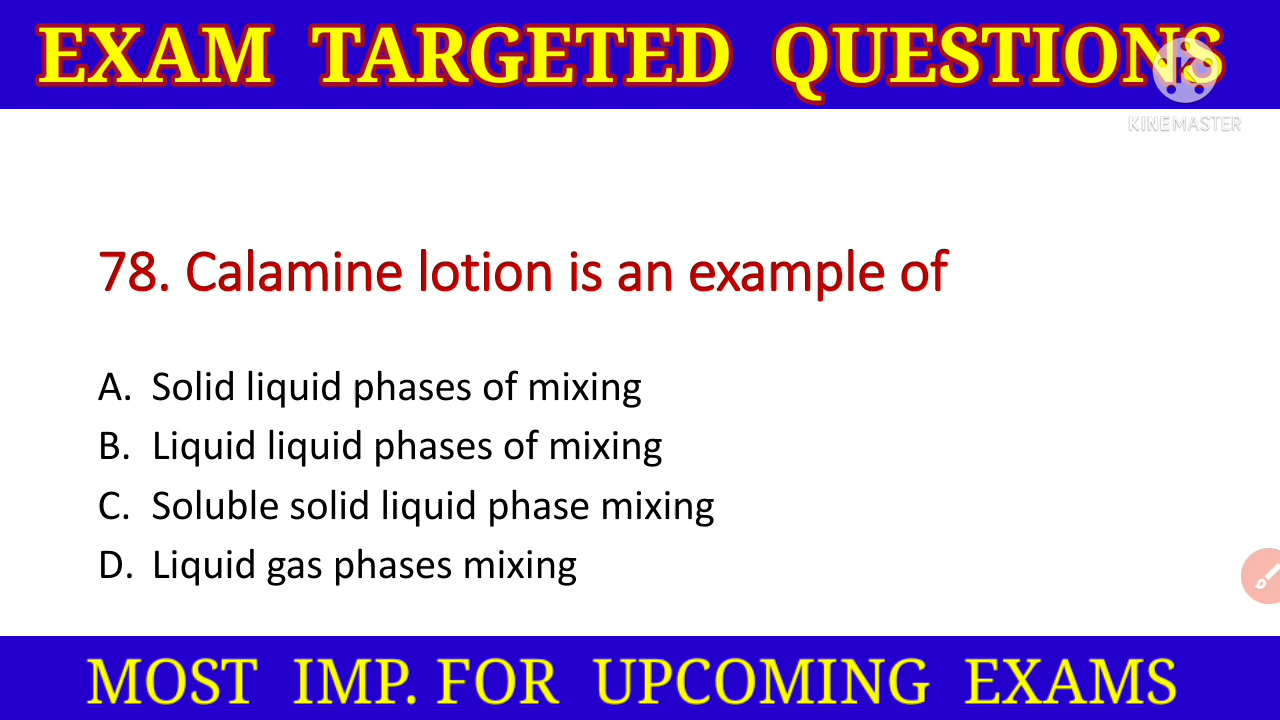 EXAM TARGETED QUESTIONS
K
KINEMASTER
78. Calamine lotion is an example of
A. Solid liquid phases of mixing
B. Liquid liquid phases of mixing
C. Soluble solid liquid phase mixing
D. Liquid gas phases mixing
MOST IMP. FOR UPCOMING EXAMS